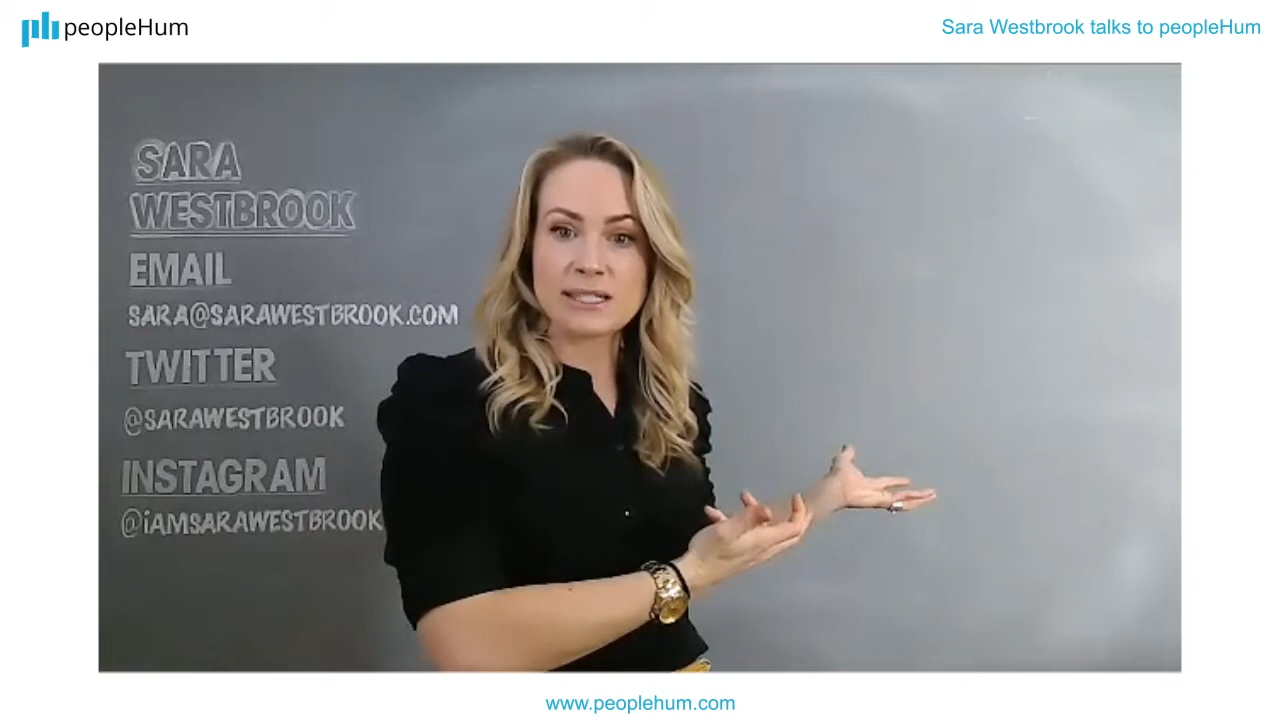 peopleHum
Sara Westbrook talks to peopleHum
SARA
WESTBROOK
EMAIL
SARA@SARAWESTBROOK.COM
TWITTER
@SARAWESTBROOK
INSTAGRAM
@iAMSARAWESTBROOK
www.peoplehum.com